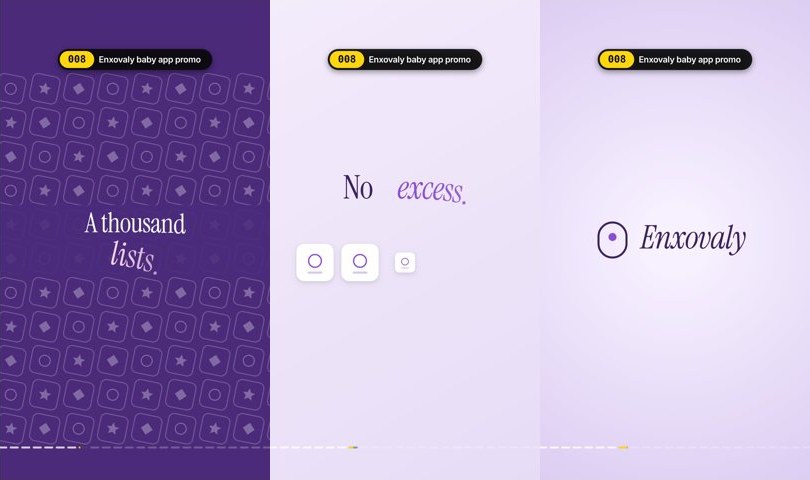 008 Enxovaly baby app promo
A thousand
lists.
008 Enxovaly baby app promo
No excess.
008 Enxovaly baby app promo
Enxovaly